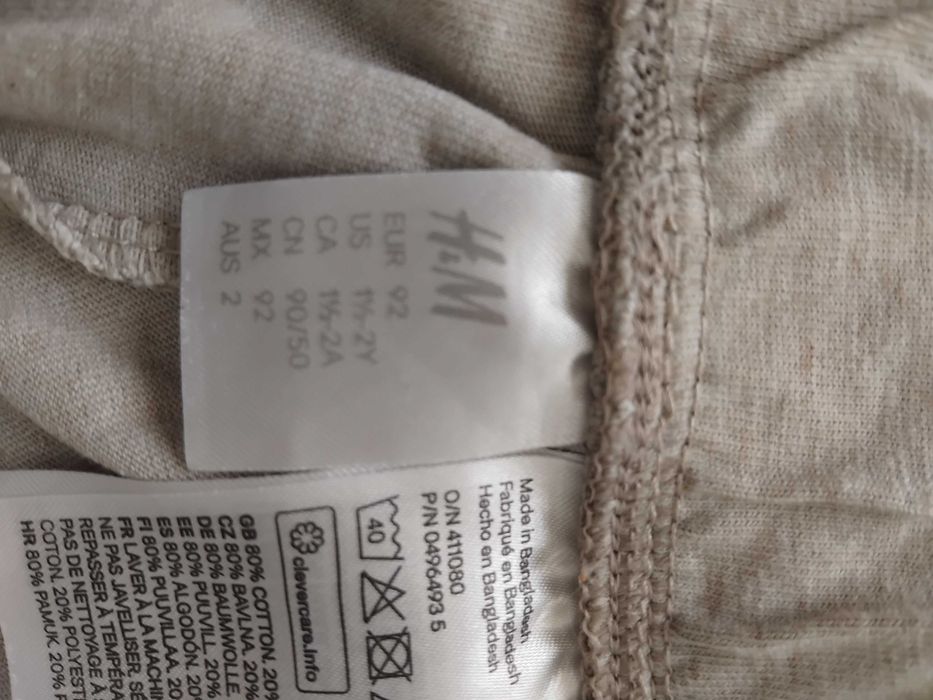 H&M
EUR 92
US 1½-2Y
CA 1½-2A
CN 90/50
MX 92
AUS 2
Made in Bangladesh
Fabriqué en Bangladesh
Hecho en Bangladesh
O/N 411080
P/N 0496493 5
40
clevercare.info
GB 80% COTTON. 20%
CZ 80% BAVLNA. 20%
DE 80% BAUMWOLLE.
EE 80% PUUVILL. 20%
ES 80% ALGODÓN. 20
FI 80% PUUVILLAA. 20
FR LAVER À LA MACHI
NE PAS JAVELLISER. SÉ
REPASSER À TEMPÉRA
PAS DE NETTOYAGE À
COTON. 20% POLYEST
HR 80% PAMUK. 20% P